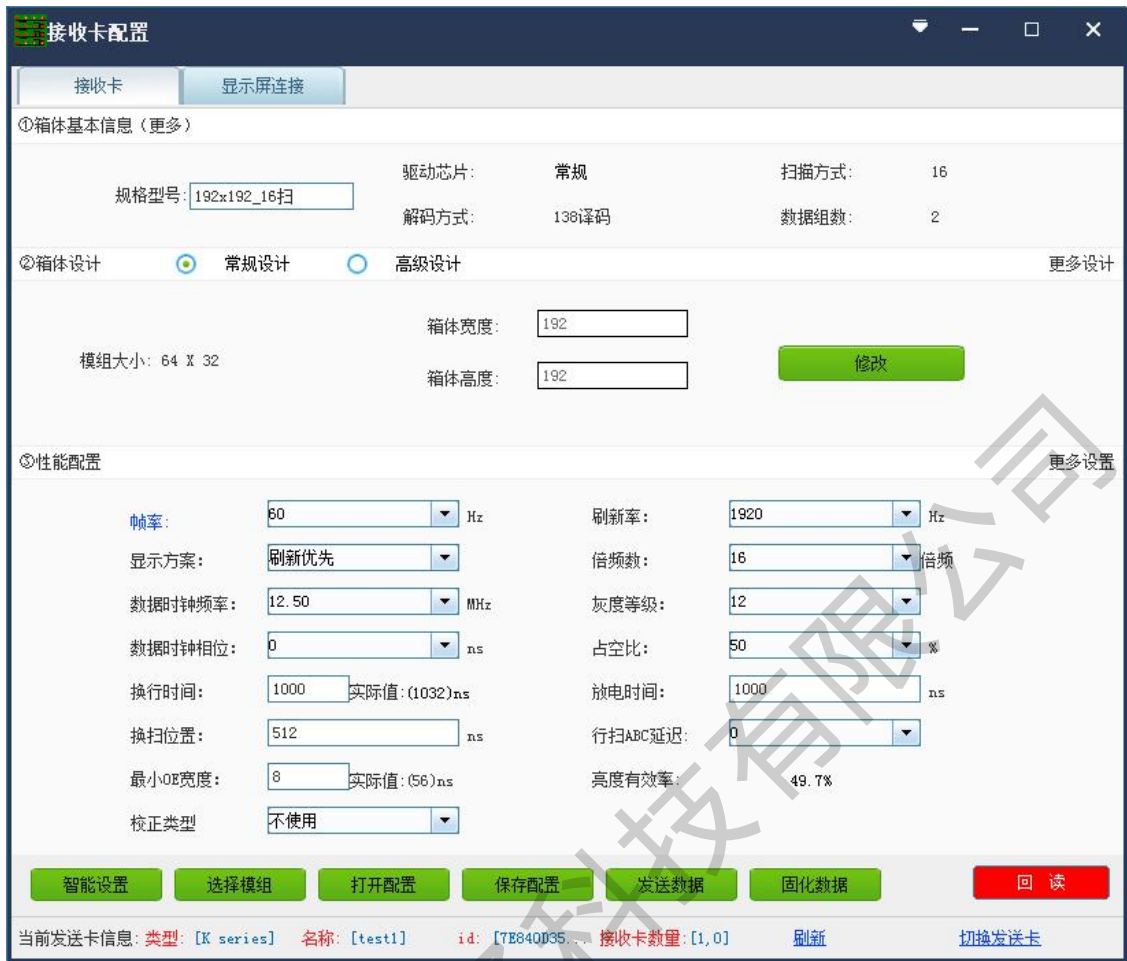 接收卡配置
接收卡 显示屏连接
①箱体基本信息（更多）
规格型号: 192x192_16扫 驱动芯片: 常规 扫描方式: 16
解码方式: 138译码 数据组数: 2
②箱体设计 常规设计 高级设计 更多设计
模组大小: 64 X 32
箱体宽度: 192
箱体高度: 192
修改
③性能配置 更多设置
帧率: 60 Hz 刷新率: 1920 Hz
显示方案: 刷新优先 倍频数: 16 倍频
数据时钟频率: 12.50 MHz 灰度等级: 12
数据时钟相位: 0 ns 占空比: 50 %
换行时间: 1000 实际值:(1032)ns 放电时间: 1000 ns
换扫位置: 512 ns 行扫ABC延迟: 0
最小OE宽度: 8 实际值:(56)ns 亮度有效率: 49.7%
校正类型 不使用
智能设置 选择模组 打开配置 保存配置 发送数据 固化数据 回 读
当前发送卡信息: 类型: [K series] 名称: [test1] id: [7E840D35... 接收卡数量:[1,0] 刷新 切换发送卡
科技有限公司